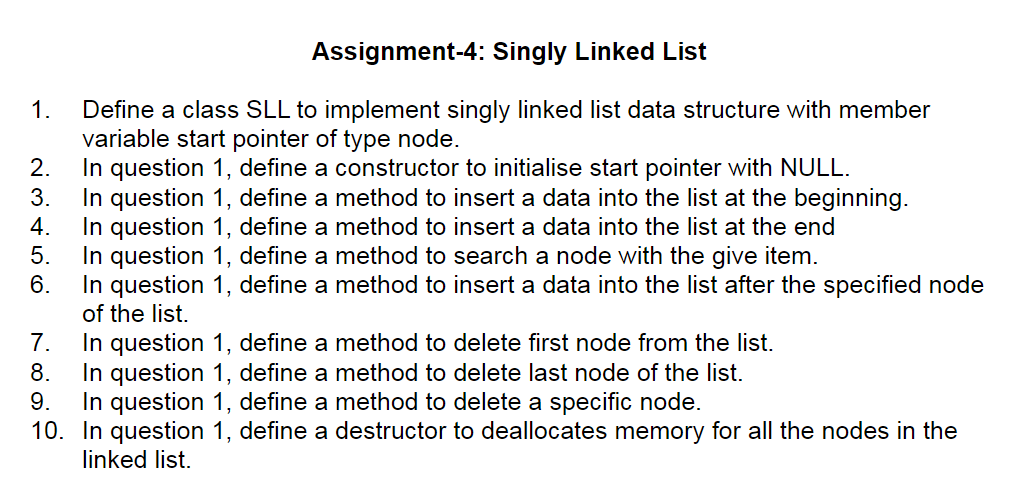 Assignment-4: Singly Linked List
1. Define a class SLL to implement singly linked list data structure with member
variable start pointer of type node.
2. In question 1, define a constructor to initialise start pointer with NULL.
3. In question 1, define a method to insert a data into the list at the beginning.
4. In question 1, define a method to insert a data into the list at the end
5. In question 1, define a method to search a node with the give item.
6. In question 1, define a method to insert a data into the list after the specified node
of the list.
7. In question 1, define a method to delete first node from the list.
8. In question 1, define a method to delete last node of the list.
9. In question 1, define a method to delete a specific node.
10. In question 1, define a destructor to deallocates memory for all the nodes in the
linked list.